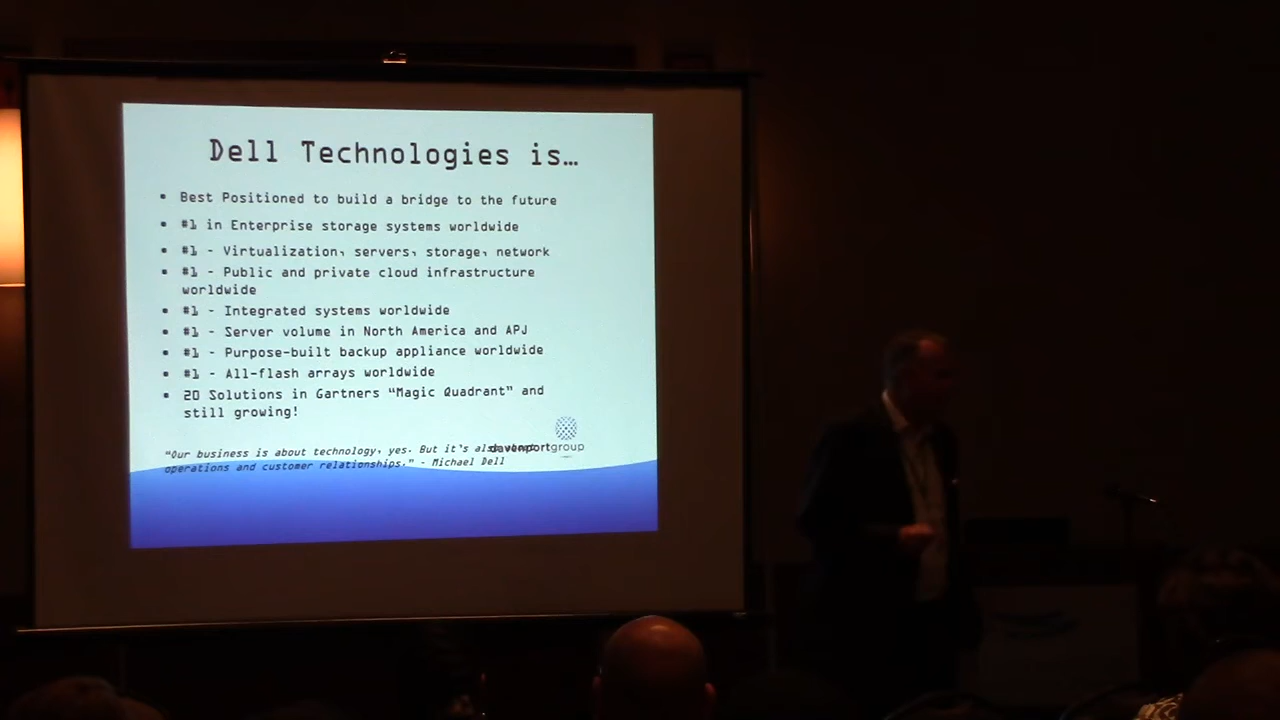 Dell Technologies is…
• Best Positioned to build a bridge to the future
• #1 in Enterprise storage systems worldwide
• #1 - Virtualization, servers, storage, network
• #1 - Public and private cloud infrastructure
worldwide
• #1 - Integrated systems worldwide
• #1 - Server volume in North America and APJ
• #1 - Purpose-built backup appliance worldwide
• #1 - All-flash arrays worldwide
• 20 Solutions in Gartners “Magic Quadrant” and
still growing!
“Our business is about technology, yes. But it's also
operations and customer relationships.” - Michael Dell
davenportgroup